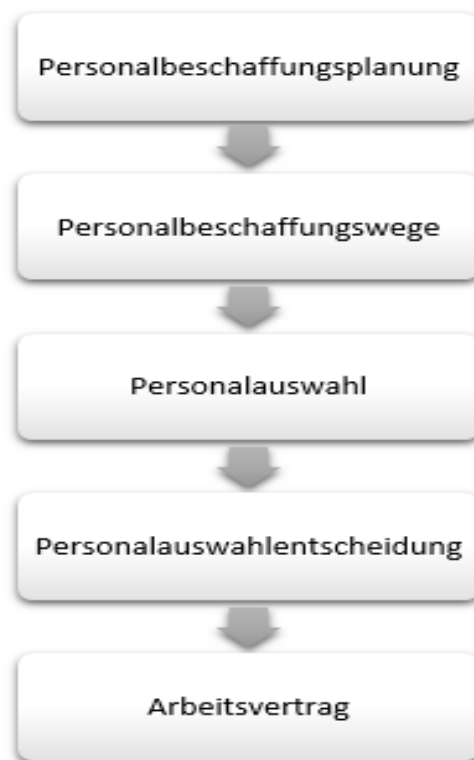 Personalbeschaffungsplanung
Personalbeschaffungswege
Personalauswahl
Personalauswahlentscheidung
Arbeitsvertrag